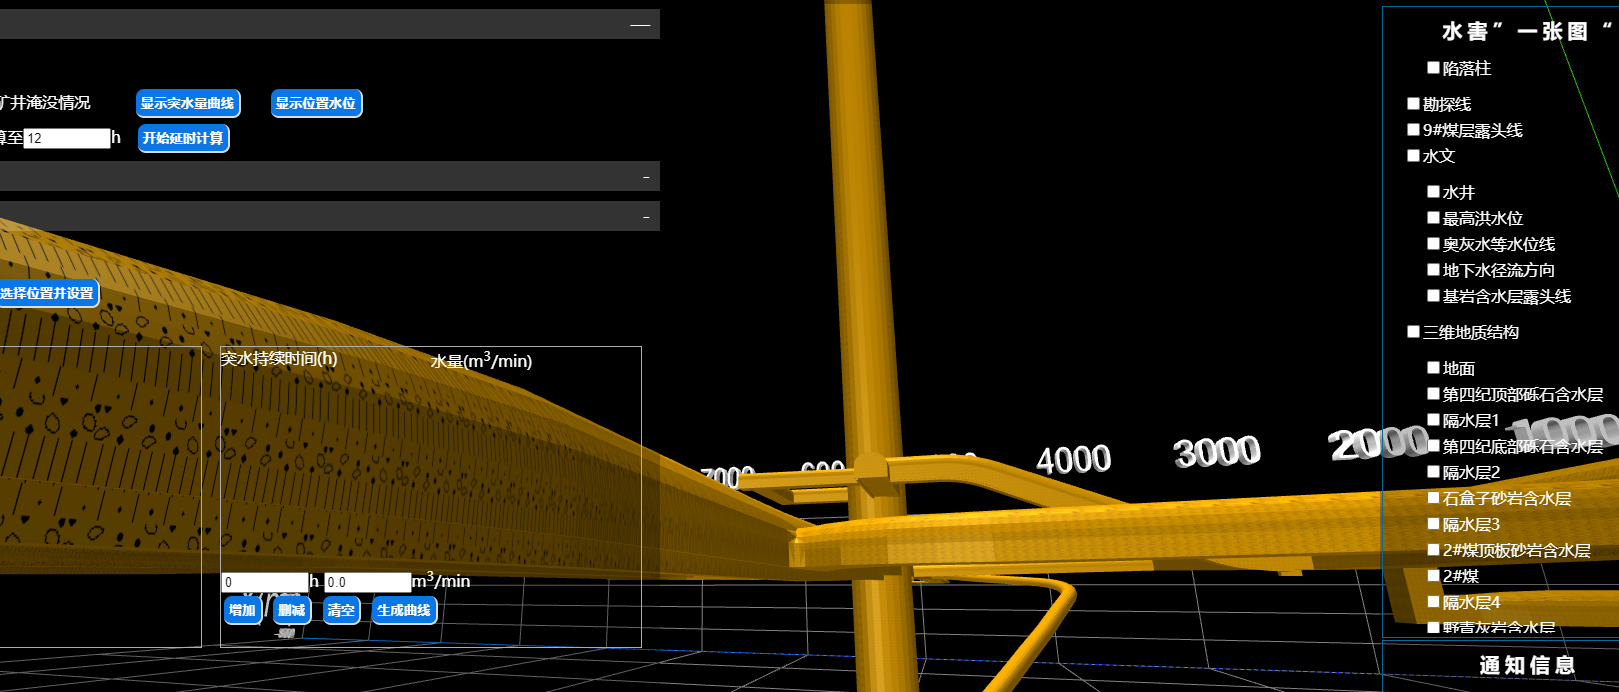 —
矿井淹没情况 显示突水量曲线 显示位置水位
算至 12 h 开始延时计算
-
-
选择位置并设置
突水持续时间(h) 水量(m³/min)
0 h 0.0 m³/min
增加 删减 清空 生成曲线
7000
4000
3000
2000
1000
水害”一张图“
陷落柱
勘探线
9#煤层露头线
水文
水井
最高洪水位
奥灰水等水位线
地下水径流方向
基岩含水层露头线
三维地质结构
地面
第四纪顶部砾石含水层
隔水层1
第四纪底部砾石含水层
隔水层2
石盒子砂岩含水层
隔水层3
2#煤顶板砂岩含水层
2#煤
隔水层4
野青灰岩含水层
通知信息